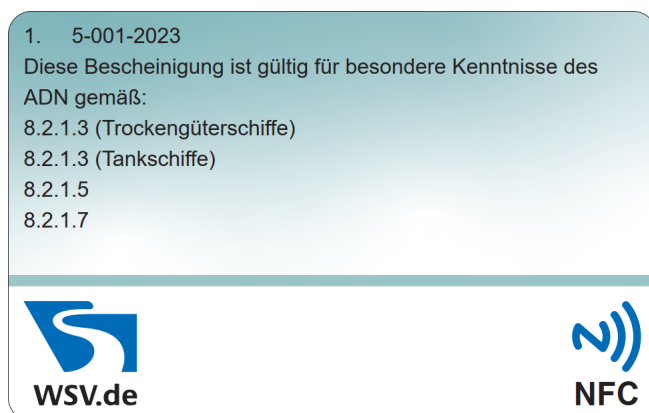 1. 5-001-2023
Diese Bescheinigung ist gültig für besondere Kenntnisse des
ADN gemäß:
8.2.1.3 (Trockengüterschiffe)
8.2.1.3 (Tankschiffe)
8.2.1.5
8.2.1.7
WSV.de
NFC